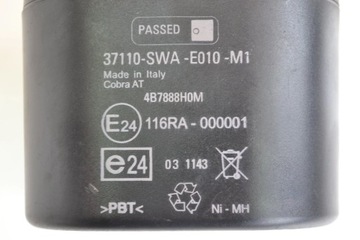 PASSED
37110-SWA -E010 -M1
Made in Italy
Cobra AT
4B7888H0M
E24 116RA - 000001
e24 03 1143
>PBT< Ni - MH